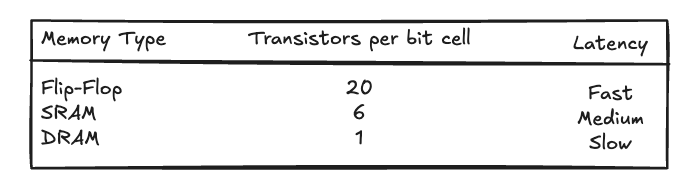 Memory Type Transistors per bit cell Latency
Flip-Flop 20 Fast
SRAM 6 Medium
DRAM 1 Slow